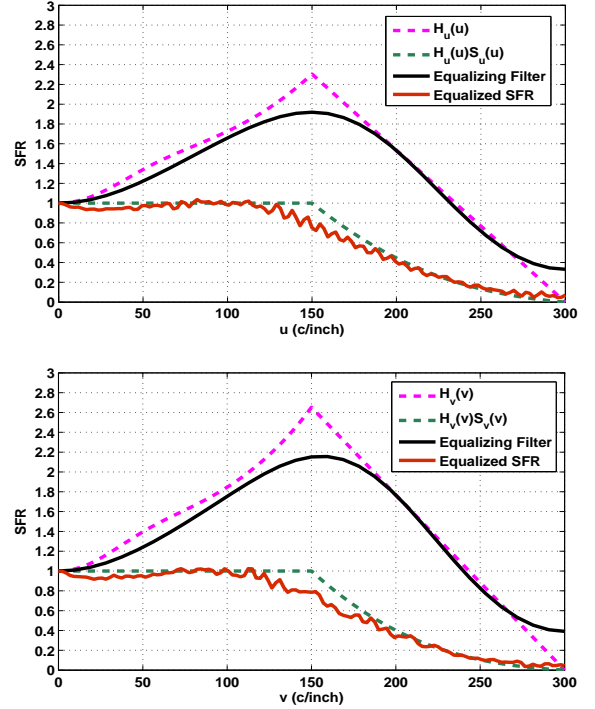 3
2.8
2.6
2.4
2.2
2
1.8
1.6
1.4
1.2
1
0.8
0.6
0.4
0.2
0
SFR
H_u(u)
H_u(u)S_u(u)
Equalizing Filter
Equalized SFR
0 50 100 150 200 250 300
u (c/inch)
3
2.8
2.6
2.4
2.2
2
1.8
1.6
1.4
1.2
1
0.8
0.6
0.4
0.2
0
SFR
H_v(v)
H_v(v)S_v(v)
Equalizing Filter
Equalized SFR
0 50 100 150 200 250 300
v (c/inch)